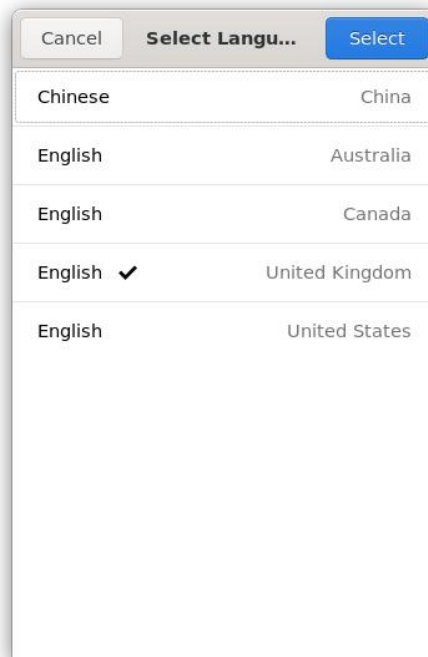 Cancel Select Langu... Select
Chinese China
English Australia
English Canada
English ✔ United Kingdom
English United States